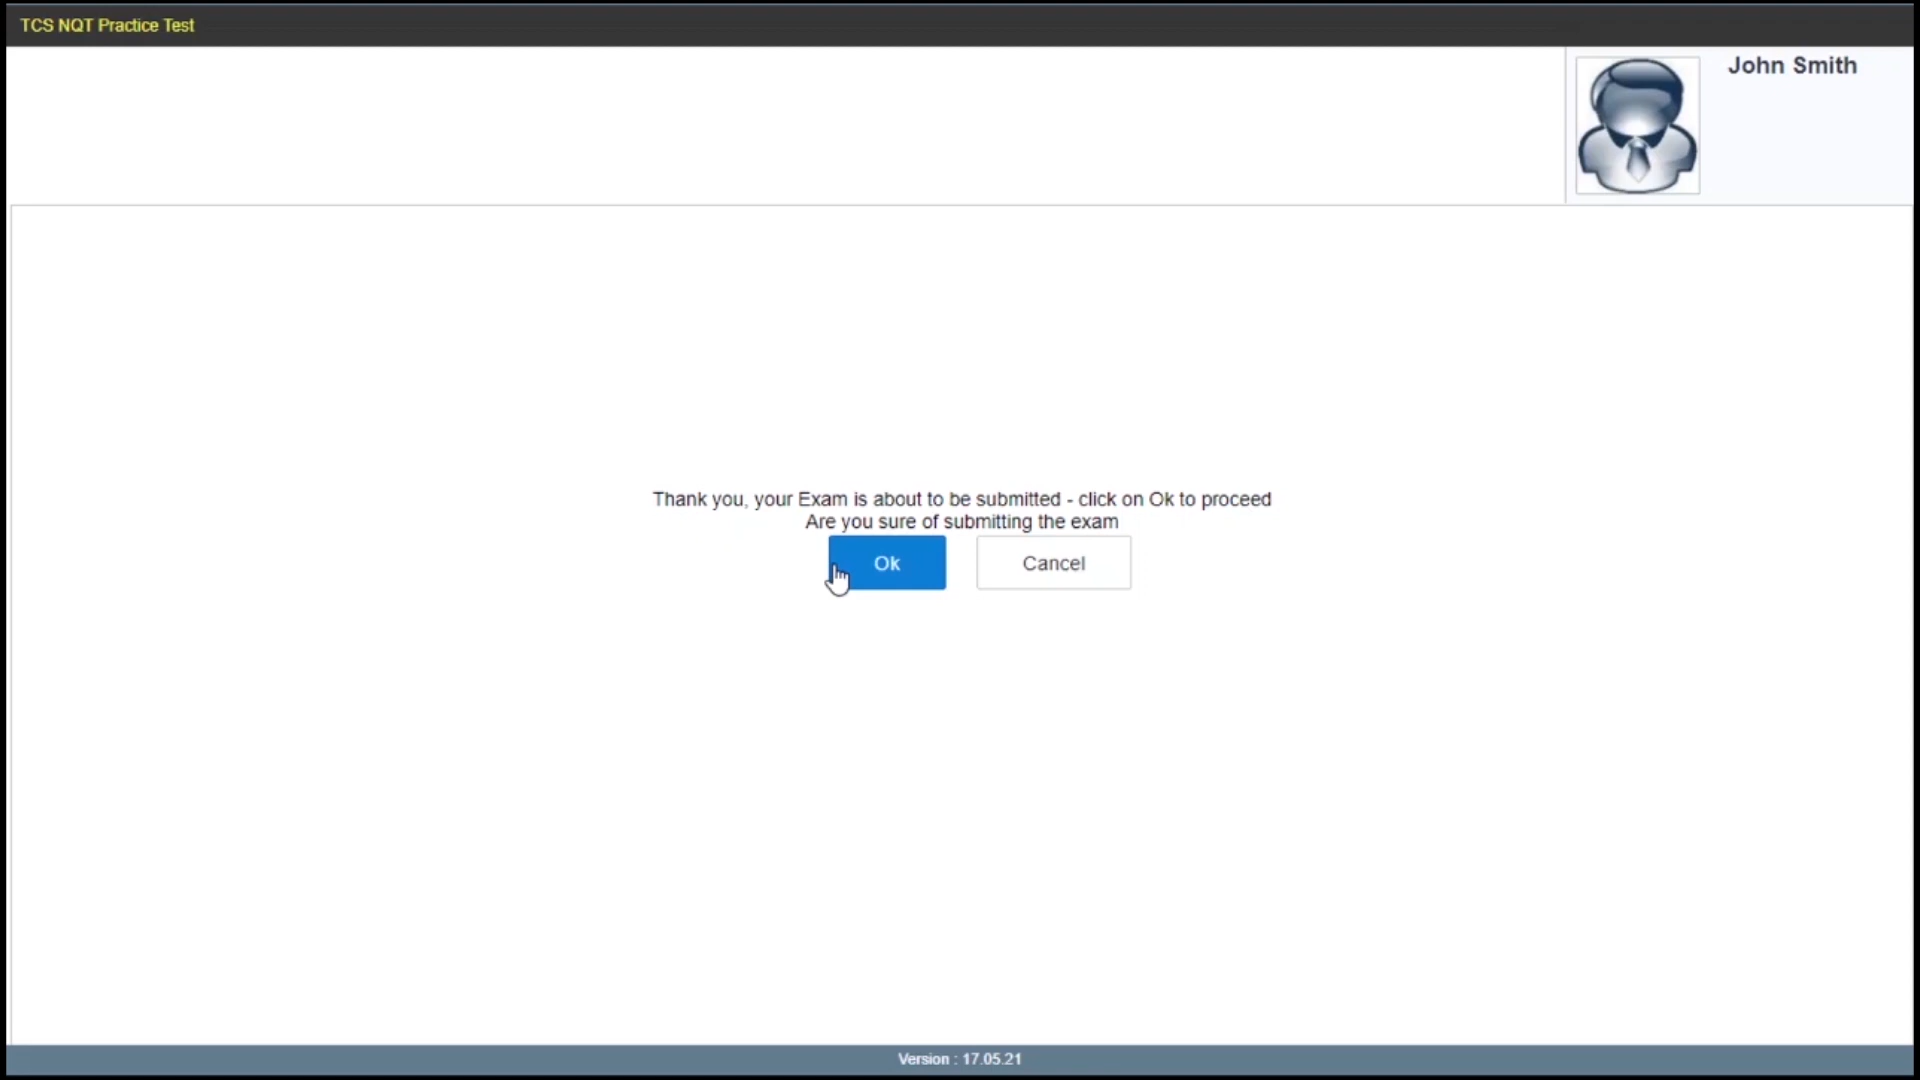 TCS NQT Practice Test
John Smith
Thank you, your Exam is about to be submitted - click on Ok to proceed
Are you sure of submitting the exam
Ok
Cancel
Version : 17.05.21